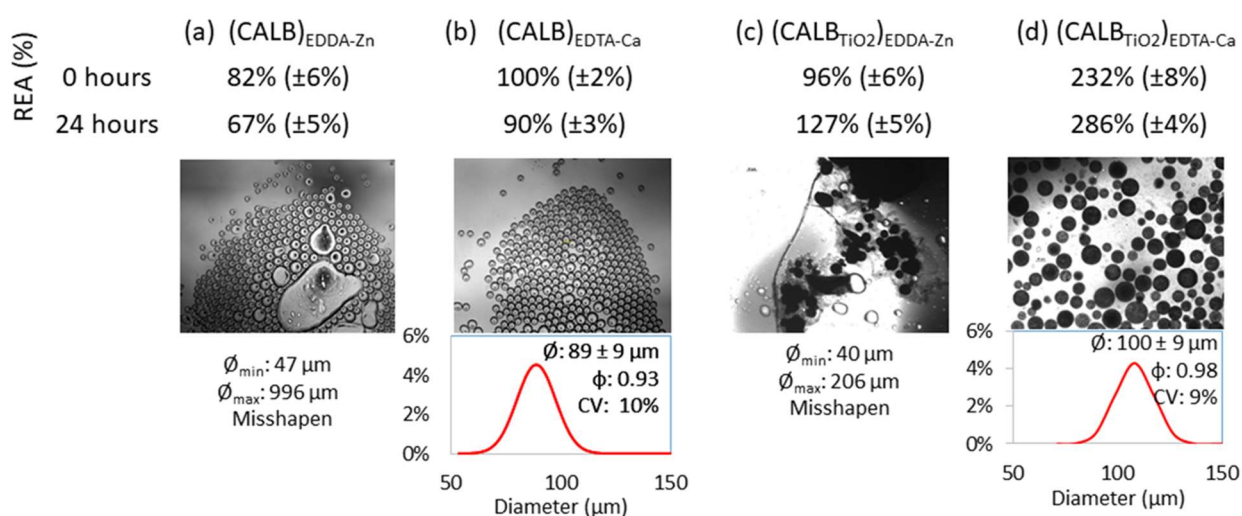 REA (%)
(a) (CALB)EDDA-Zn (b) (CALB)EDTA-Ca (c) (CALBTiO2)EDDA-Zn (d) (CALBTiO2)EDTA-Ca
0 hours 82% (±6%) 100% (±2%) 96% (±6%) 232% (±8%)
24 hours 67% (±5%) 90% (±3%) 127% (±5%) 286% (±4%)
Ømin: 47 µm
Ømax: 996 µm
Misshapen
6%
4%
2%
0%
Ø: 89 ± 9 µm
ϕ: 0.93
CV: 10%
50 100 150
Diameter (µm)
Ømin: 40 µm
Ømax: 206 µm
Misshapen
6%
4%
2%
0%
Ø: 100 ± 9 µm
ϕ: 0.98
CV: 9%
50 100 150
Diameter (µm)